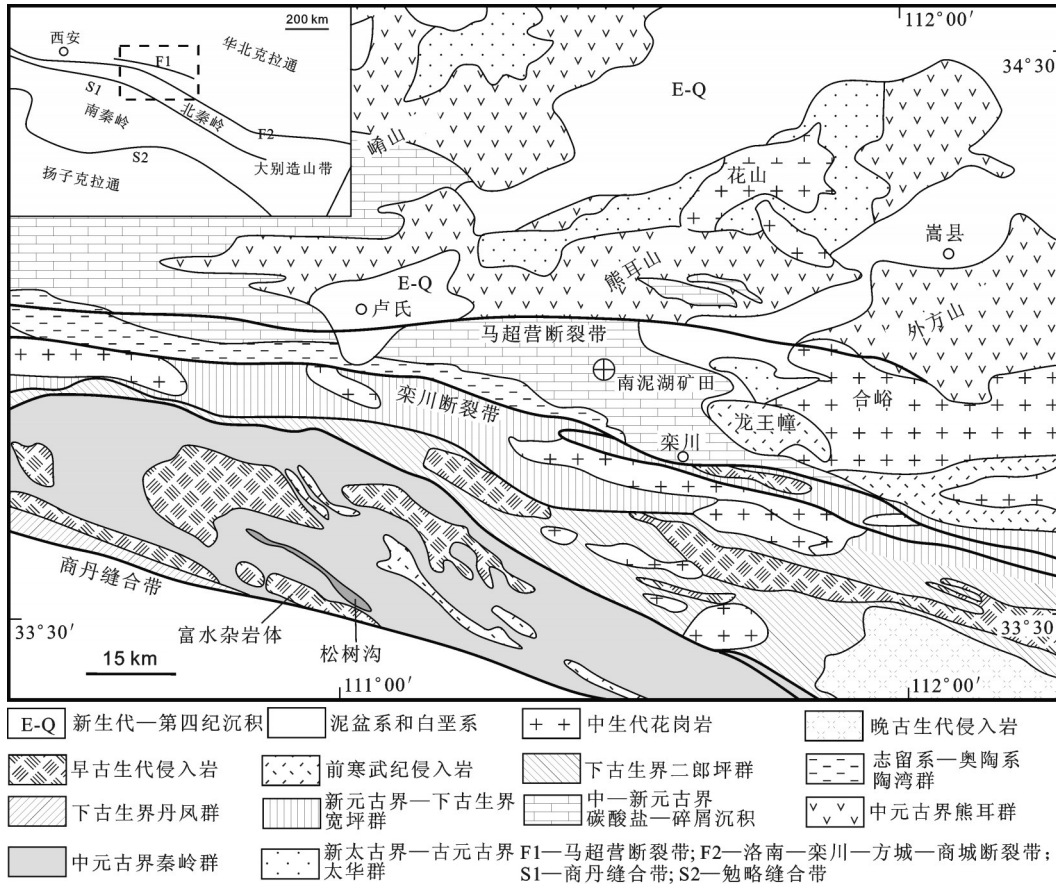 200 km
西安
华北克拉通
F1
S1
南秦岭
北秦岭
F2
S2
大别造山带
扬子克拉通
112°00′
34°30′
E-Q
崤山
花山
嵩县
熊耳山
E-Q
卢氏
外方山
马超营断裂带
南泥湖矿田
合峪
栾川断裂带
龙王幢
栾川
商丹缝合带
富水杂岩体
松树沟
33°30′
33°30′
15 km
111°00′
112°00′
E-Q 新生代—第四纪沉积
泥盆系和白垩系
中生代花岗岩
晚古生代侵入岩
早古生代侵入岩
前寒武纪侵入岩
下古生界二郎坪群
志留系—奥陶系
陶湾群
下古生界丹凤群
新元古界—下古生界
宽坪群
中—新元古界
碳酸盐—碎屑沉积
中元古界熊耳群
中元古界秦岭群
新太古界—古元古界
太华群
F1—马超营断裂带; F2—洛南—栾川—方城—商城断裂带;
S1—商丹缝合带; S2—勉略缝合带